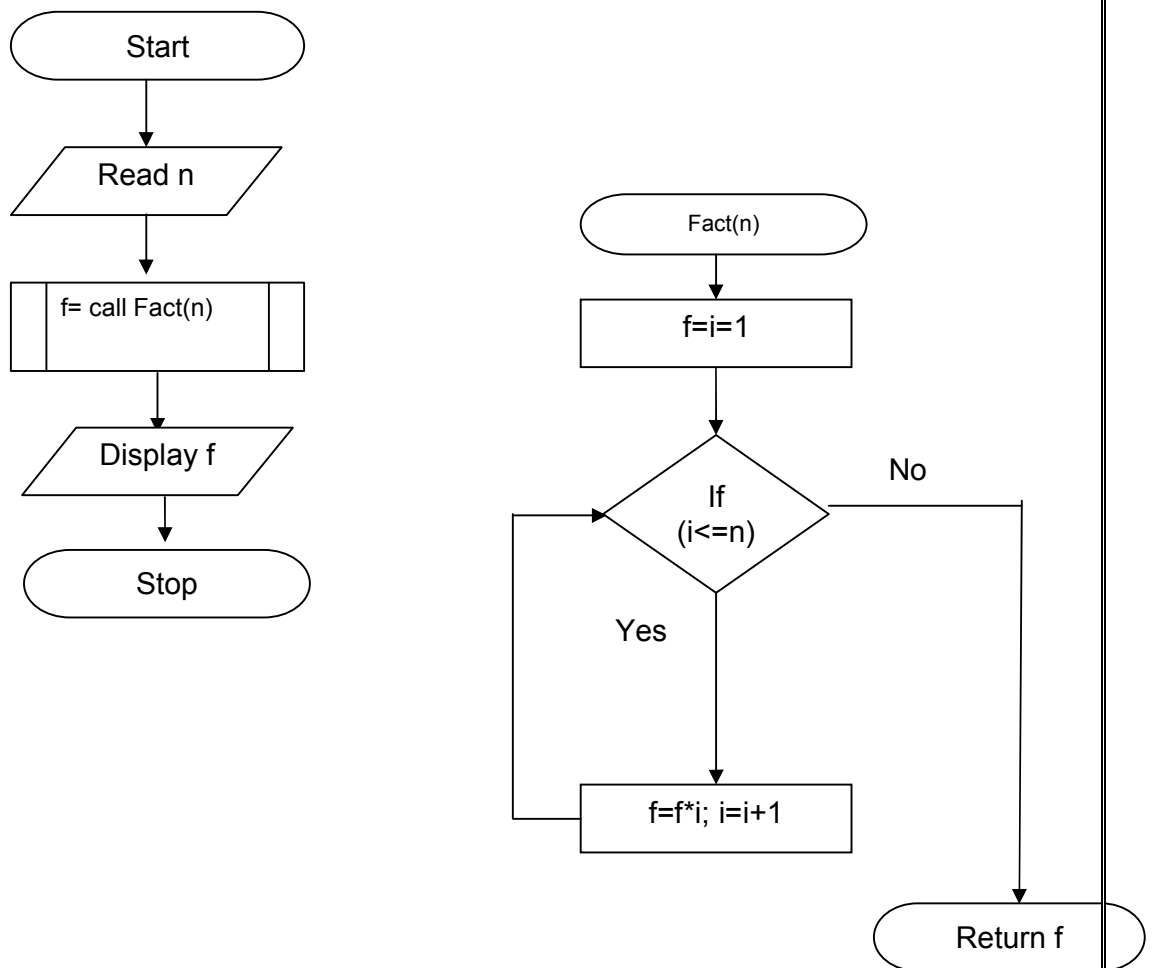 Start
Read n
f= call Fact(n)
Display f
Stop
Fact(n)
f=i=1
If
(i<=n)
No
Yes
f=f*i; i=i+1
Return f